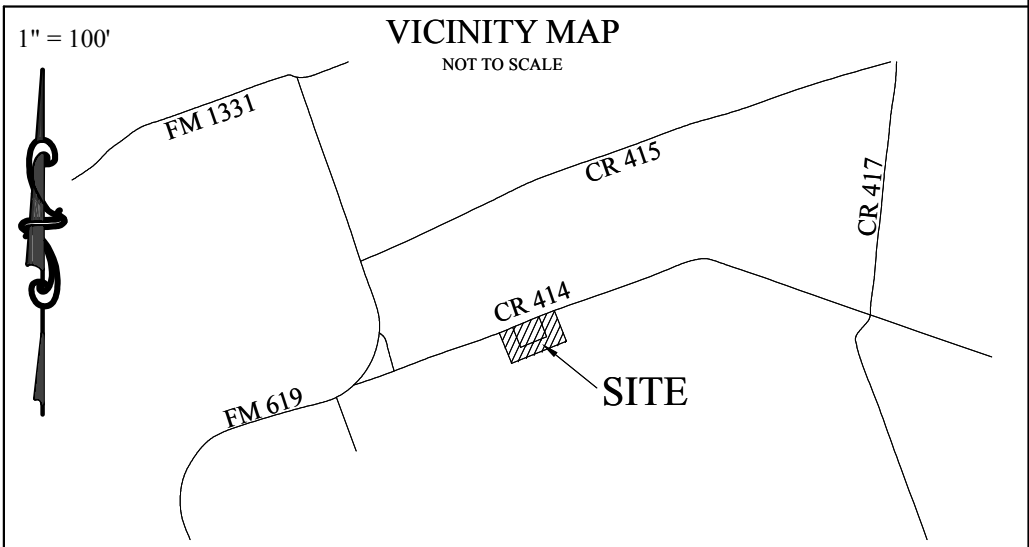 VICINITY MAP
1" = 100'
NOT TO SCALE
FM 1331
CR 415
CR 417
CR 414
SITE
FM 619